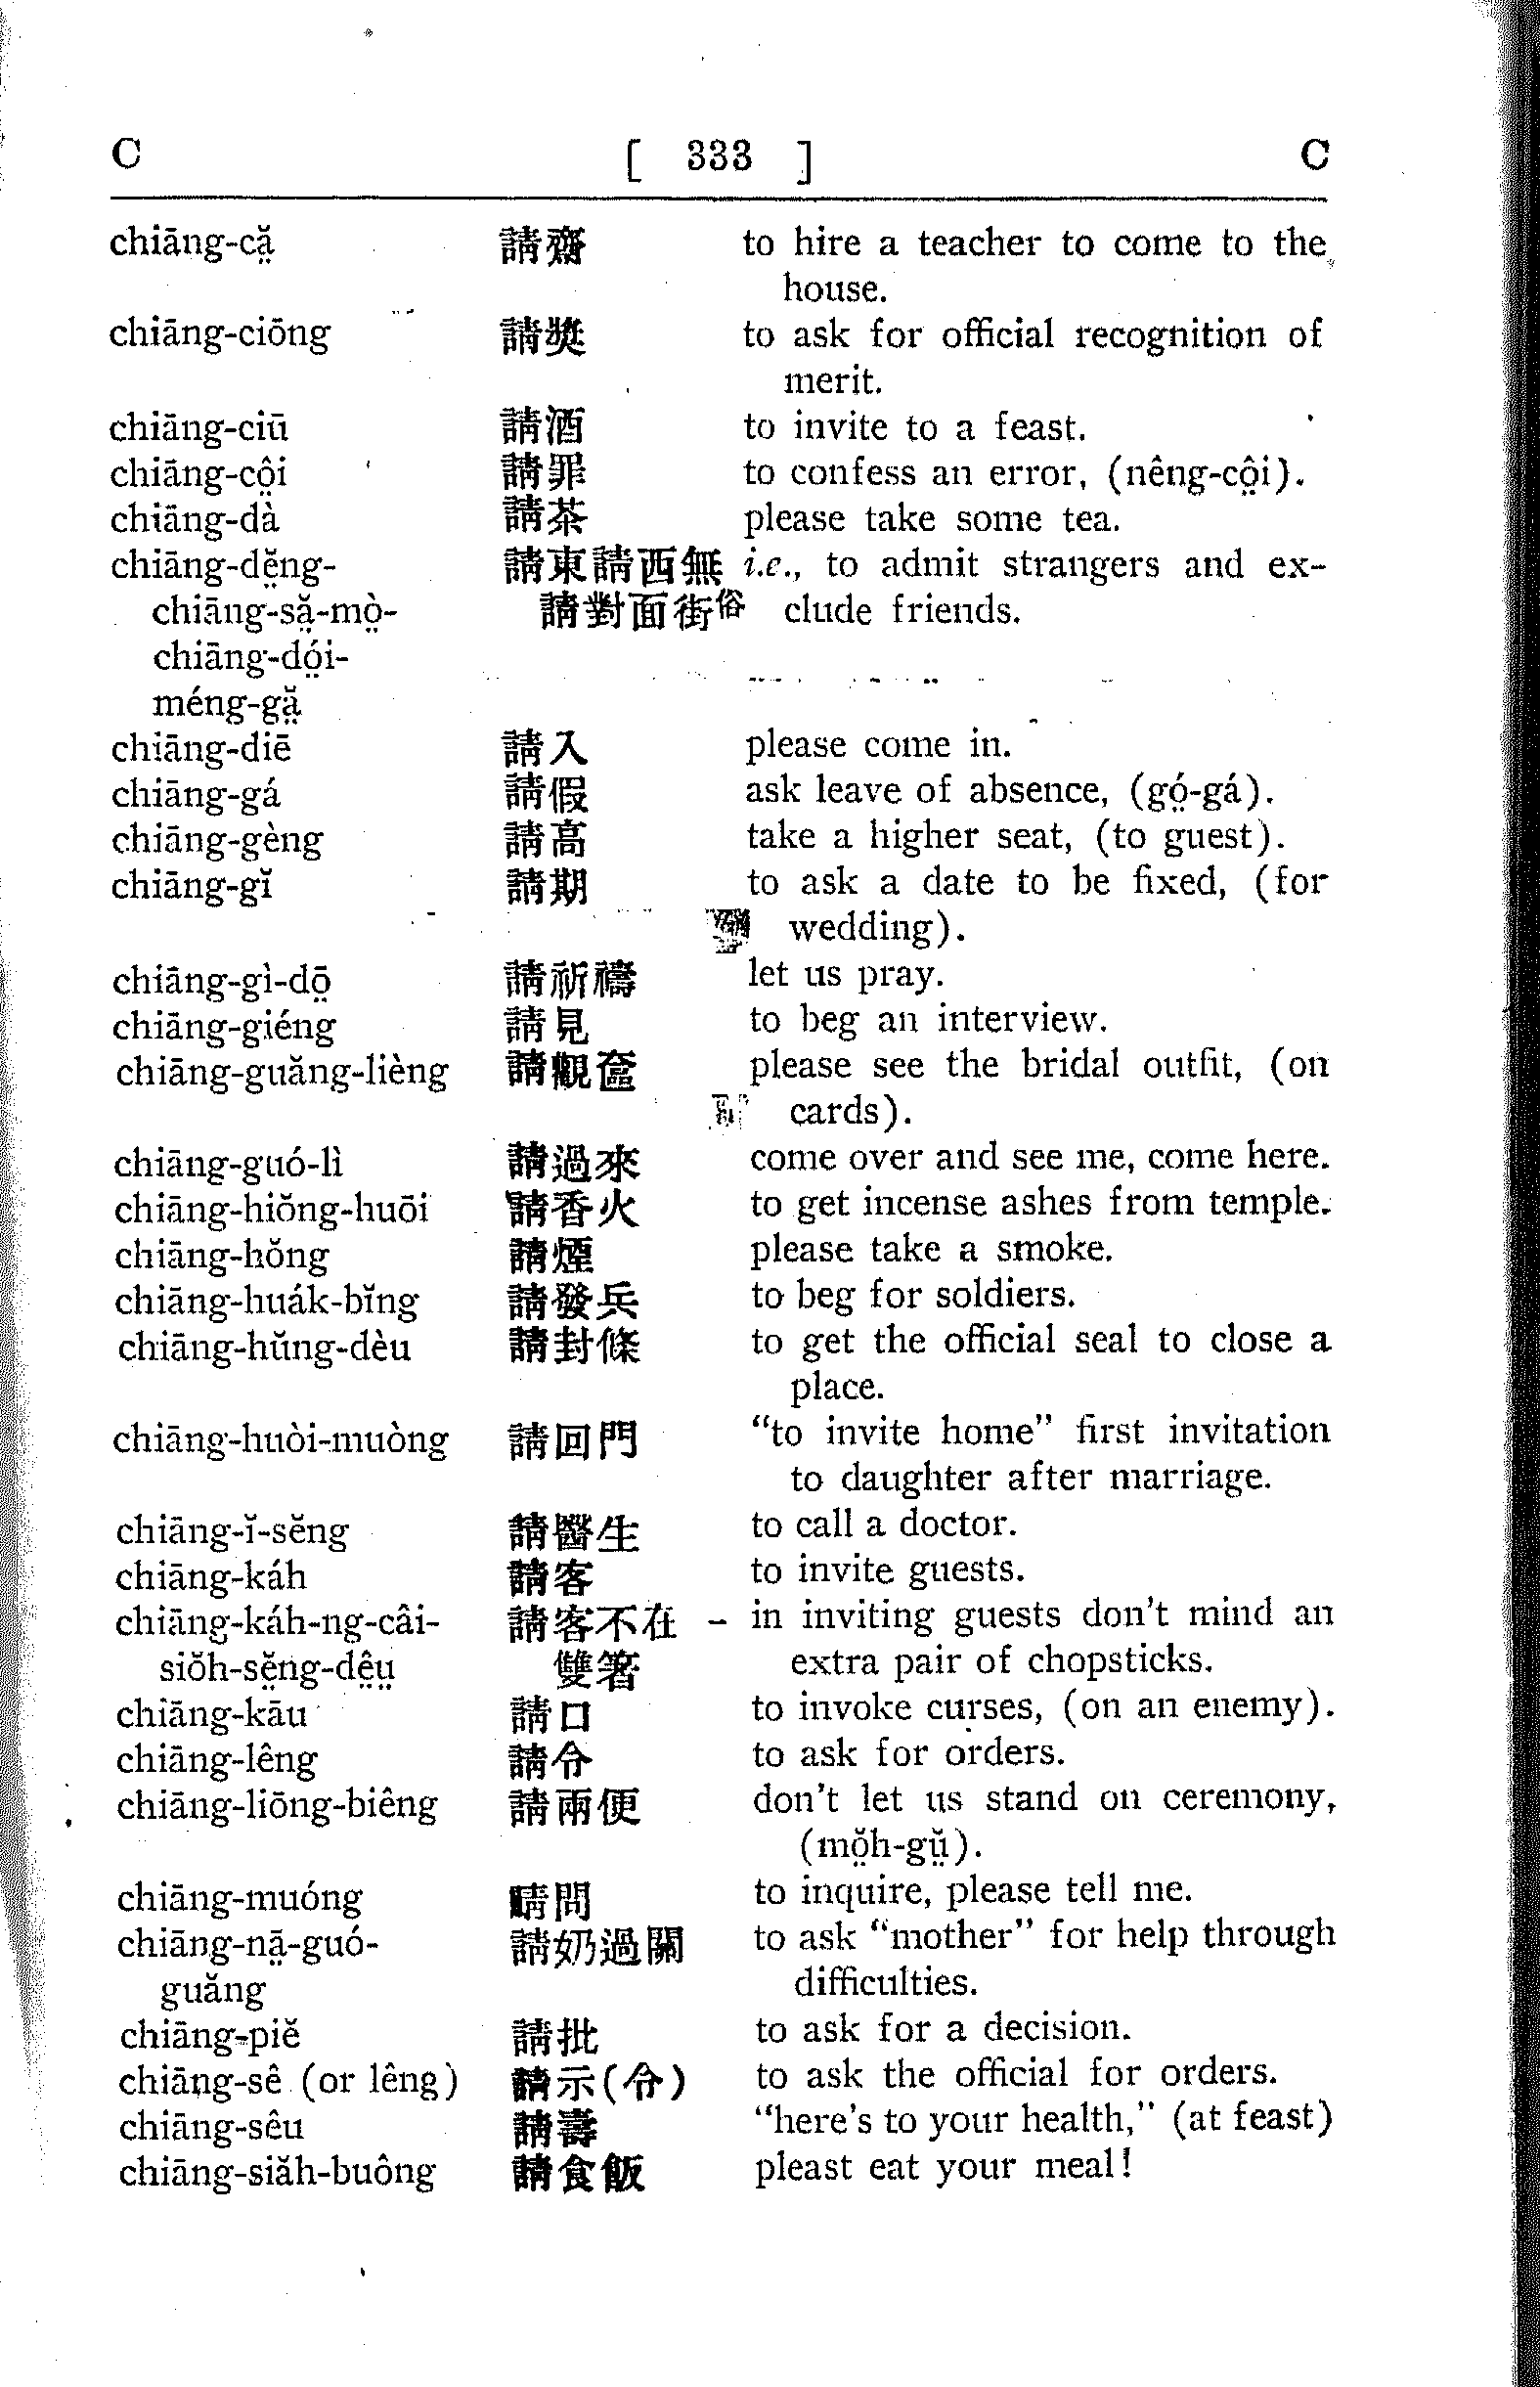 C [ 333 ] C
chiāng-că̤ 請齋 to hire a teacher to come to the
house.
chiāng-ciōng 請奬 to ask for official recognition of
merit.
chiāng-ciū 請酒 to invite to a feast.
chiāng-cô̤i 請罪 to confess an error, (nêng-cô̤i).
chiāng-dà 請茶 please take some tea.
chiāng-dĕ̤ng- 請東請西無 i.e., to admit strangers and ex-
chiāng-să̤-mò̤- 請對面街俗 clude friends.
chiāng-dó̤i-
méng-gă̤
chiāng-diē 請入 please come in.
chiāng-gá 請假 ask leave of absence, (gó̤-gá).
chiāng-gèng 請高 take a higher seat, (to guest).
chiāng-gĭ 請期 to ask a date to be fixed, (for
wedding).
chiāng-gì-dō̤ 請祈禱 let us pray.
chiāng-giéng 請見 to beg an interview.
chiāng-guăng-lièng 請觀奩 please see the bridal outfit, (on
cards).
chiāng-guó-lì 請過來 come over and see me, come here.
chiāng-hiŏng-huōi 請香火 to get incense ashes from temple.
chiāng-hŏng 請煙 please take a smoke.
chiāng-huák-bĭng 請發兵 to beg for soldiers.
chiāng-hŭng-dèu 請封條 to get the official seal to close a
place.
chiāng-huòi-muòng 請回門 "to invite home" first invitation
to daughter after marriage.
chiāng-ĭ-sĕng 請醫生 to call a doctor.
chiāng-káh 請客 to invite guests.
chiāng-káh-ng-câi- 請客不在 - in inviting guests don't mind an
siŏh-sĕ̤ng-dê̤ṳ 雙箸 extra pair of chopsticks.
chiāng-kāu 請口 to invoke curses, (on an enemy).
chiāng-lêng 請令 to ask for orders.
chiāng-liōng-biêng 請兩便 don't let us stand on ceremony,
(mŏ̤h-gṳ̆).
chiāng-muóng 請問 to inquire, please tell me.
chiāng-nā̤-guó- 請奶過關 to ask "mother" for help through
guăng difficulties.
chiāng-piĕ 請批 to ask for a decision.
chiāng-sê (or lêng) 請示(令) to ask the official for orders.
chiāng-sêu 請壽 "here's to your health," (at feast)
chiāng-siăh-buông 請食飯 pleast eat your meal!